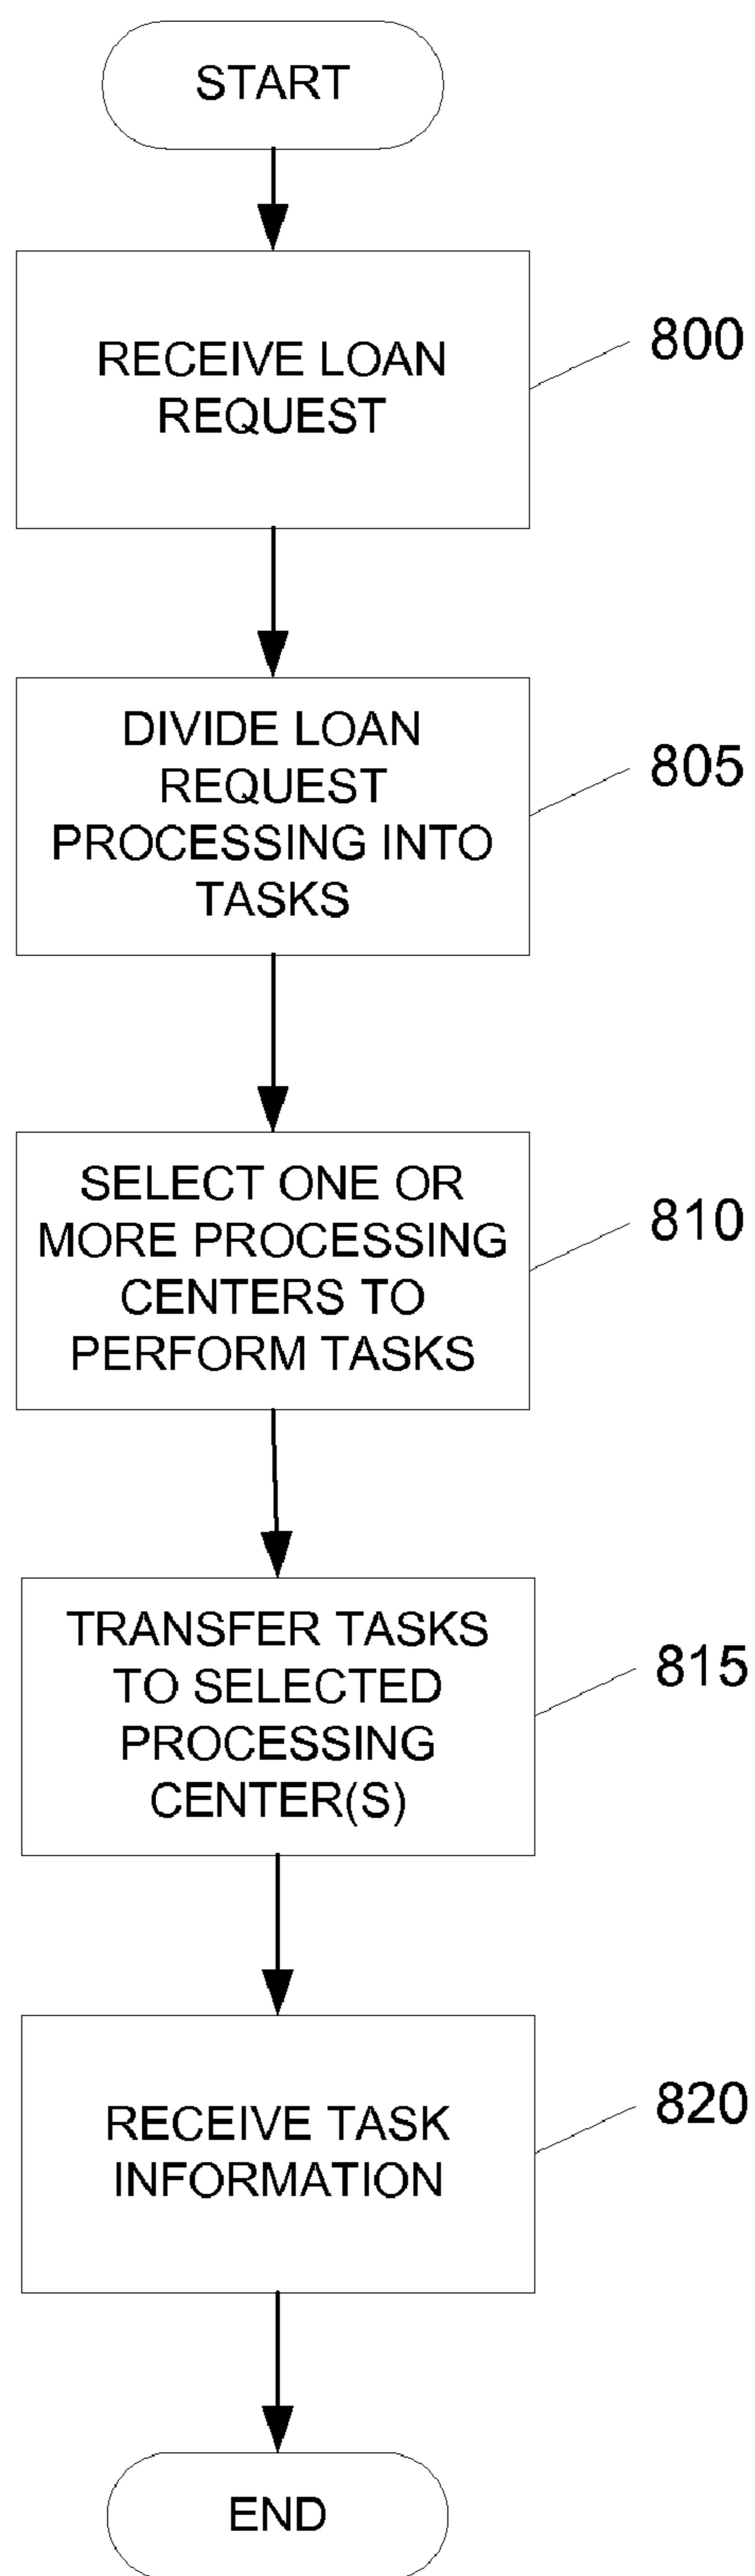 START
RECEIVE LOAN
REQUEST
800
DIVIDE LOAN
REQUEST
PROCESSING INTO
TASKS
805
SELECT ONE OR
MORE PROCESSING
CENTERS TO
PERFORM TASKS
810
TRANSFER TASKS
TO SELECTED
PROCESSING
CENTER(S)
815
RECEIVE TASK
INFORMATION
820
END